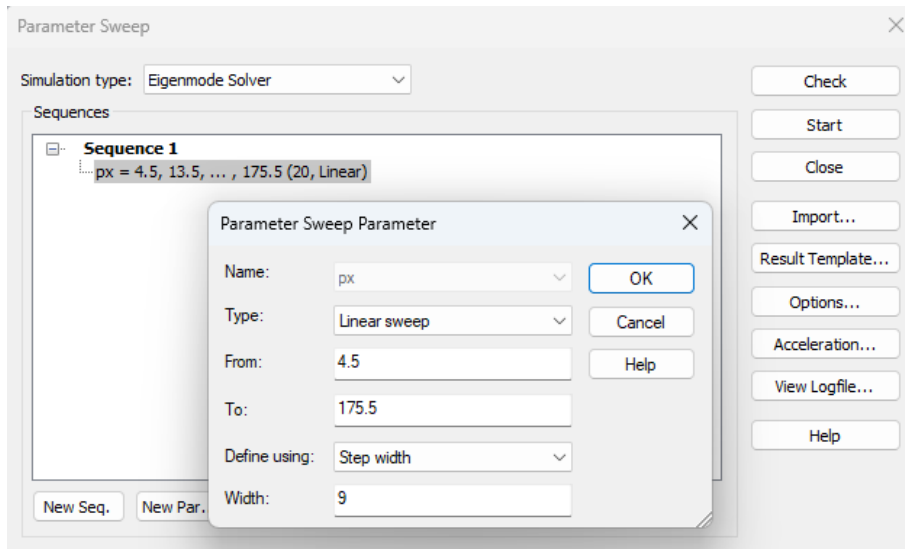 Parameter Sweep
Simulation type: Eigenmode Solver
Sequences
Sequence 1
px = 4.5, 13.5, ... , 175.5 (20, Linear)
New Seq.
New Par.
Check
Start
Close
Import...
Result Template...
Options...
Acceleration...
View Logfile...
Help
Parameter Sweep Parameter
Name: px
Type: Linear sweep
From: 4.5
To: 175.5
Define using: Step width
Width: 9
OK
Cancel
Help